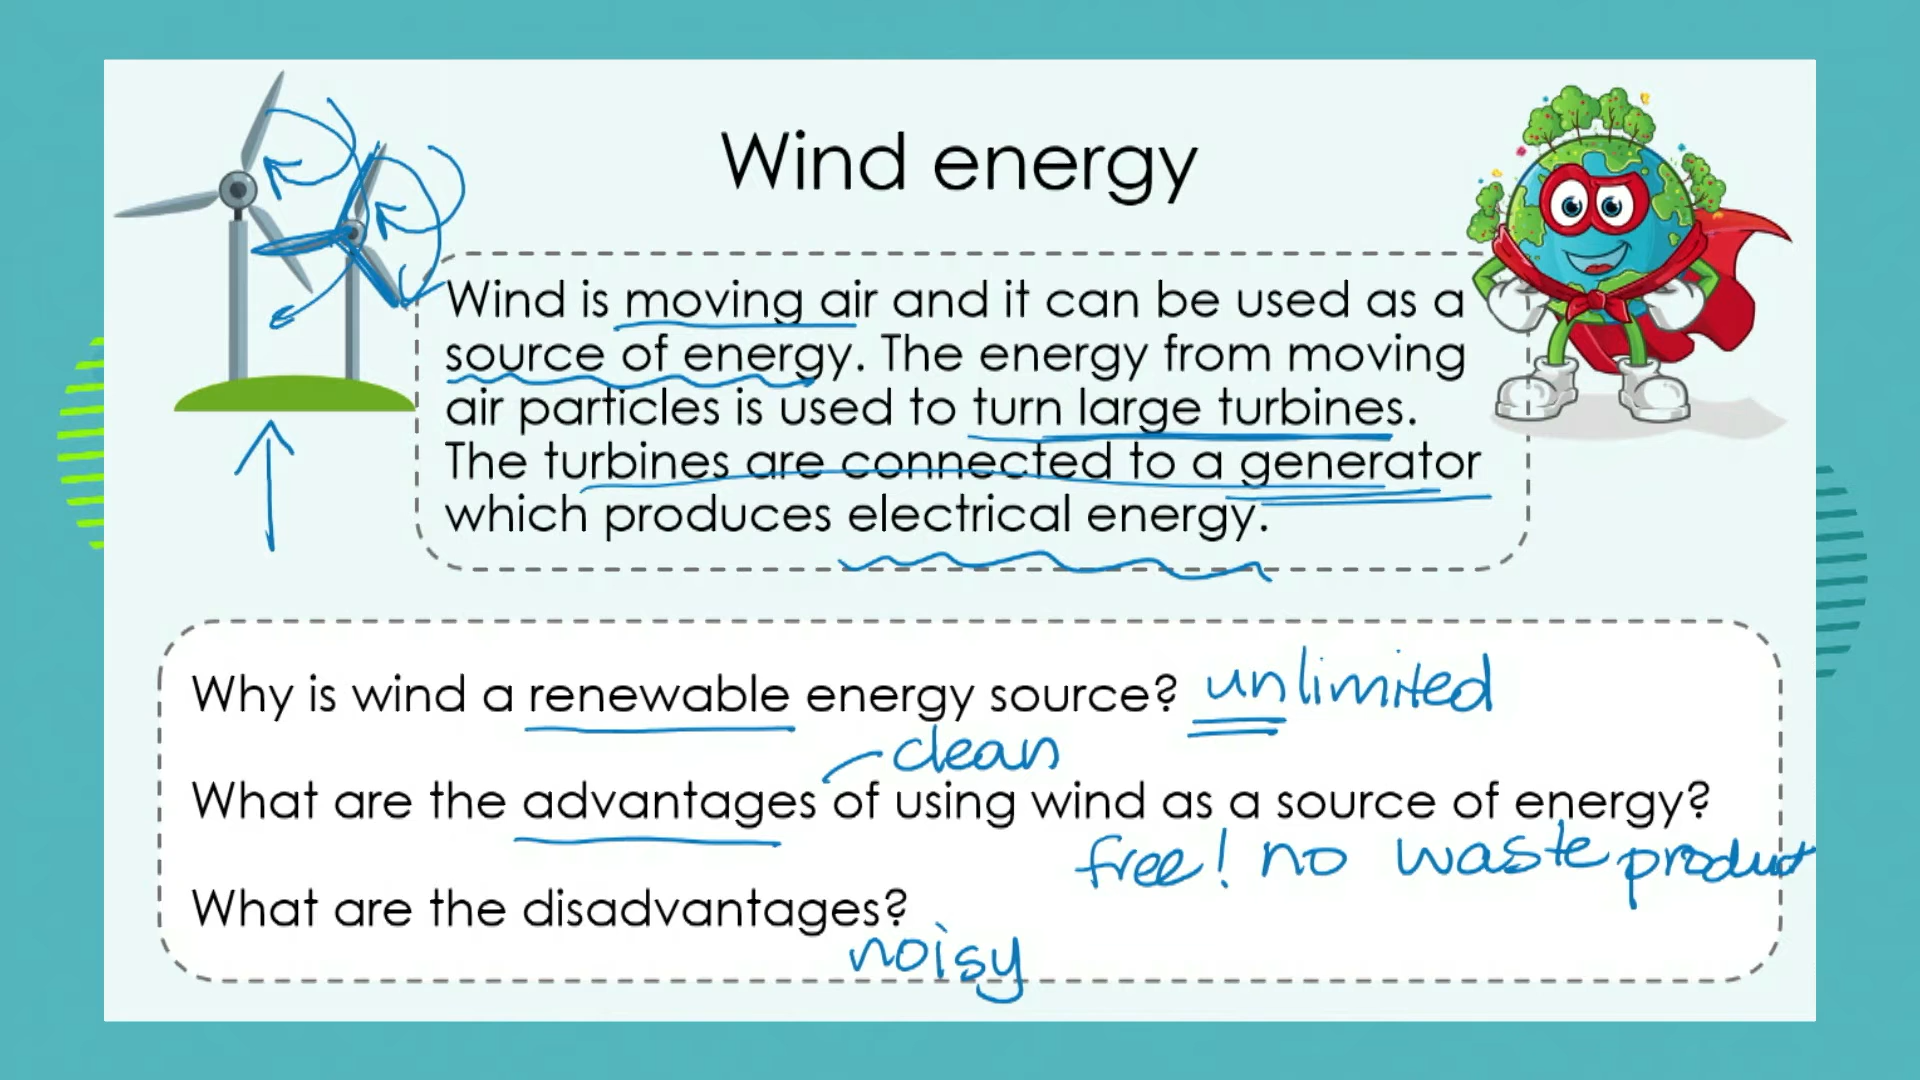 Wind energy
Wind is moving air and it can be used as a
source of energy. The energy from moving
air particles is used to turn large turbines.
The turbines are connected to a generator
which produces electrical energy.
Why is wind a renewable energy source? unlimited
clean
What are the advantages of using wind as a source of energy?
free! no waste product
What are the disadvantages?
noisy